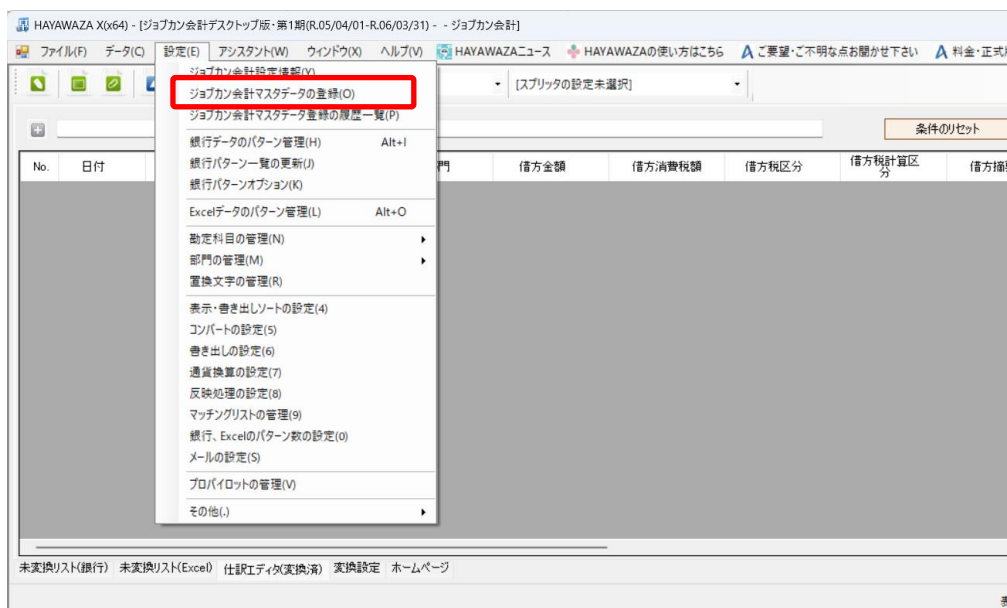 HAYAWAZA X(x64) - [ジョブカン会計デスクトップ版・第1期(R.05/04/01-R.06/03/31) - - ジョブカン会計]
ファイル(F) データ(C) 設定(E) アシスタント(W) ウィンドウ(X) ヘルプ(V) HAYAWAZAニュース HAYAWAZAの使い方はこちら ご要望・ご不明な点お聞かせ下さい 料金・正式
ジョブカン会計設定情報(Y)
[スプリッタの設定未選択]
ジョブカン会計マスタデータの登録(O)
ジョブカン会計マスタデータ登録の履歴一覧(P)
条件のリセット
銀行データのパターン管理(H) Alt+I
No. 日付 門 借方金額 借方消費税額 借方税区分 借方税計算区分 借方摘
銀行パターン一覧の更新(J)
銀行パターンオプション(K)
Excelデータのパターン管理(L) Alt+O
勘定科目の管理(N)
部門の管理(M)
置換文字の管理(R)
表示・書き出しソートの設定(4)
コンバートの設定(5)
書き出しの設定(6)
通貨換算の設定(7)
反映処理の設定(8)
マッチングリストの管理(9)
銀行、Excelのパターン数の設定(0)
メールの設定(S)
プロパイロットの管理(V)
その他(.)
未変換リスト(銀行) 未変換リスト(Excel) 仕訳エディタ(変換済) 変換設定 ホームページ